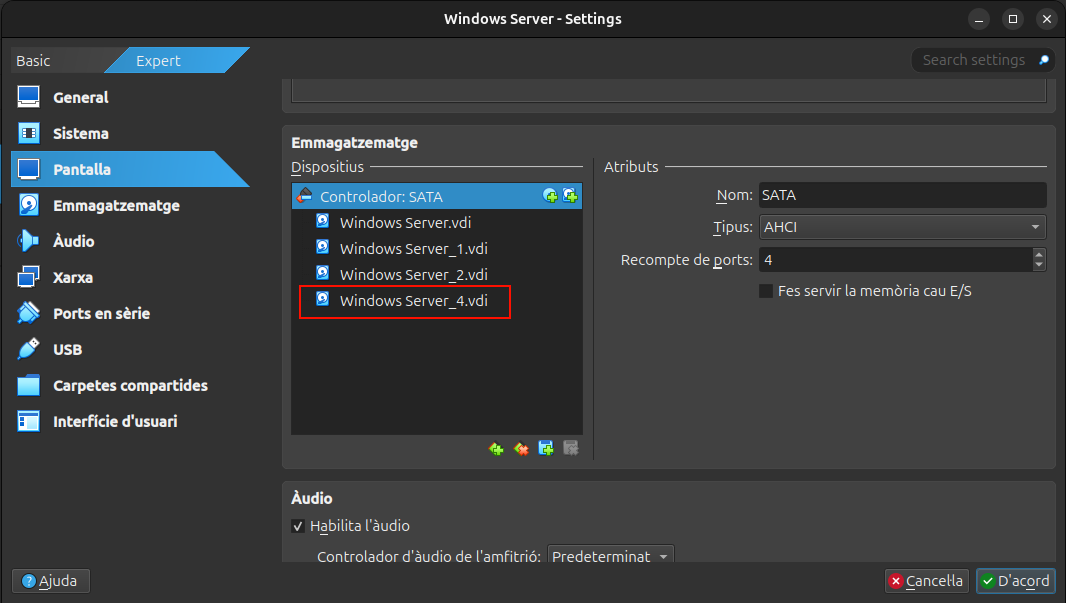 Windows Server - Settings
Basic
Expert
Search settings
General
Sistema
Pantalla
Emmagatzematge
Àudio
Xarxa
Ports en sèrie
USB
Carpetes compartides
Interfície d'usuari
Emmagatzematge
Dispositius
Controlador: SATA
Windows Server.vdi
Windows Server_1.vdi
Windows Server_2.vdi
Windows Server_4.vdi
Atributs
Nom: SATA
Tipus: AHCI
Recompte de ports: 4
Fes servir la memòria cau E/S
Àudio
Habilita l'àudio
Controlador d'àudio de l'amfitrió: Predeterminat
Ajuda
Cancel·la
D'acord